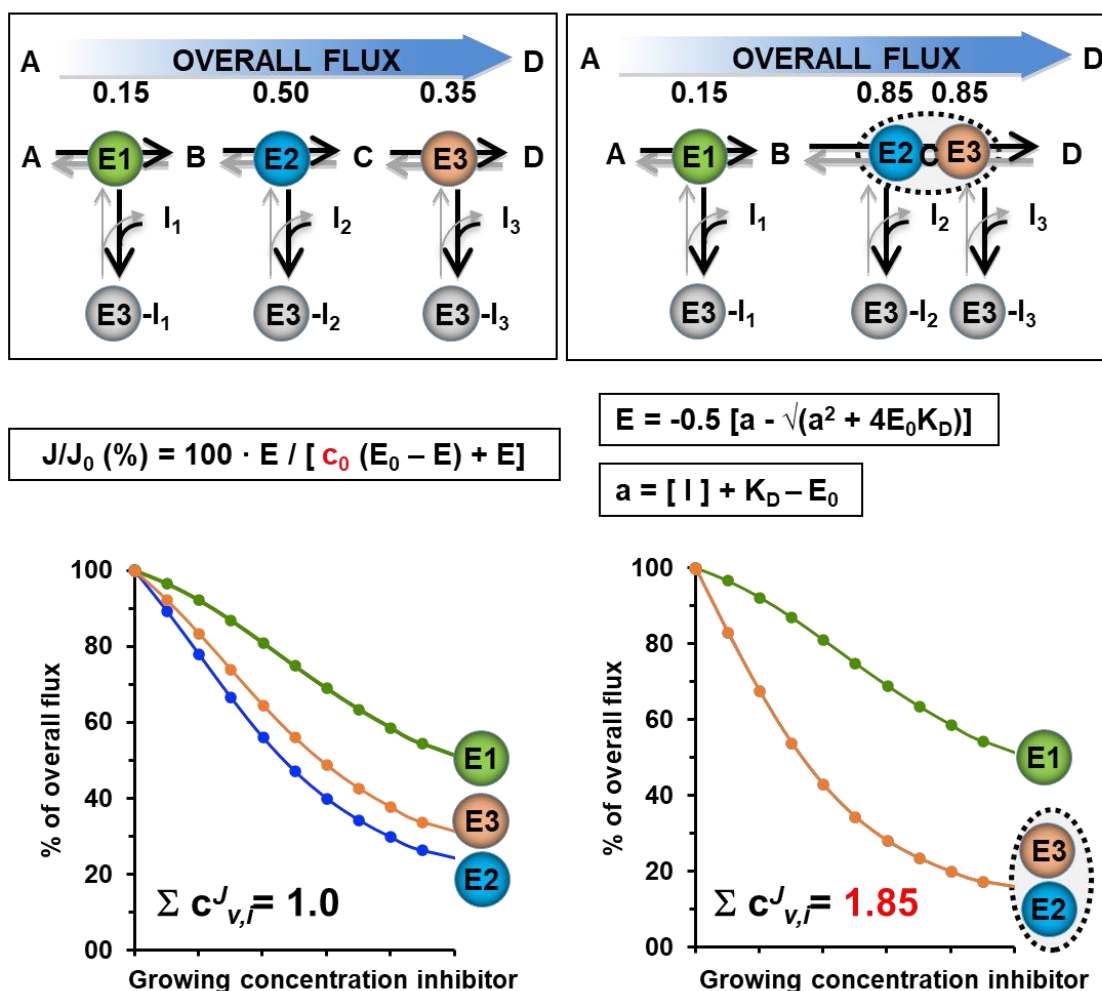 A OVERALL FLUX D
0.15 0.50 0.35
A E1 B E2 C E3 D
I₁ I₂ I₃
E3 -I₁ E3 -I₂ E3 -I₃
A OVERALL FLUX D
0.15 0.85 0.85
A E1 B E2 C E3 D
I₁ I₂ I₃
E3 -I₁ E3 -I₂ E3 -I₃
J/J₀ (%) = 100 · E / [ c₀ (E₀ – E) + E]
E = -0.5 [a - √(a² + 4E₀K_D)]
a = [ I ] + K_D – E₀
% of overall flux
100
80
60
40
20
00
E1
E3
E2
Σ c^J_v,i = 1.0
Growing concentration inhibitor
% of overall flux
100
80
60
40
20
00
E1
E3
E2
Σ c^J_v,i = 1.85
Growing concentration inhibitor